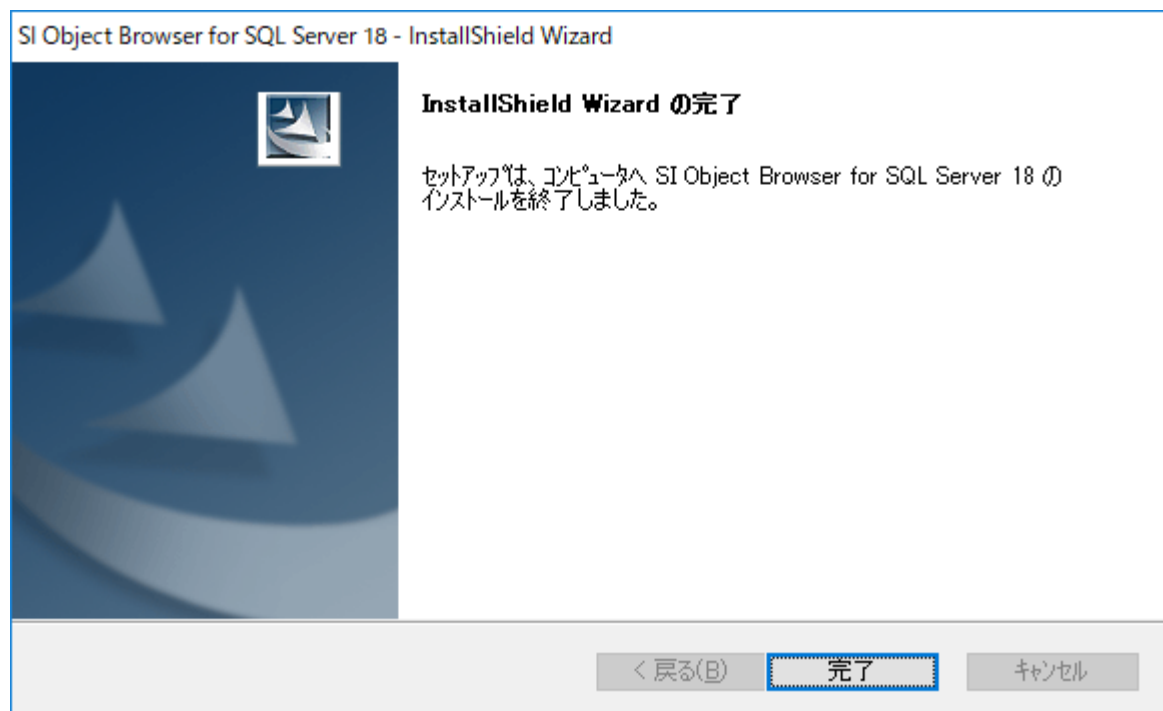 SI Object Browser for SQL Server 18 - InstallShield Wizard
InstallShield Wizard の完了
セットアップは、コンピュータへ SI Object Browser for SQL Server 18 の
インストールを終了しました。
< 戻る(B)
完了
キャンセル